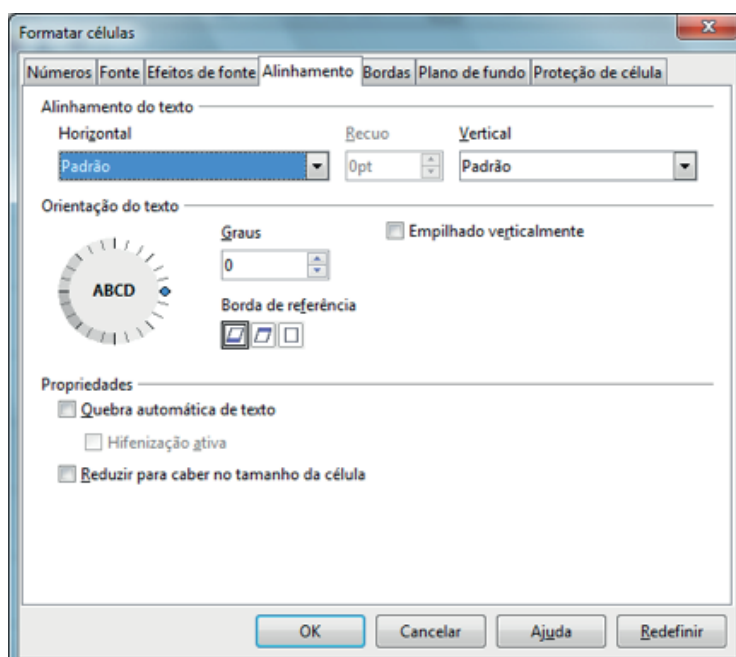 Formatar células
Números Fonte Efeitos de fonte Alinhamento Bordas Plano de fundo Proteção de célula
Alinhamento do texto
Horizontal Recuo Vertical
Padrão 0pt Padrão
Orientação do texto
Graus Empilhado verticalmente
0
ABCD
Borda de referência
Propriedades
Quebra automática de texto
Hifenização ativa
Reduzir para caber no tamanho da célula
OK Cancelar Ajuda Redefinir